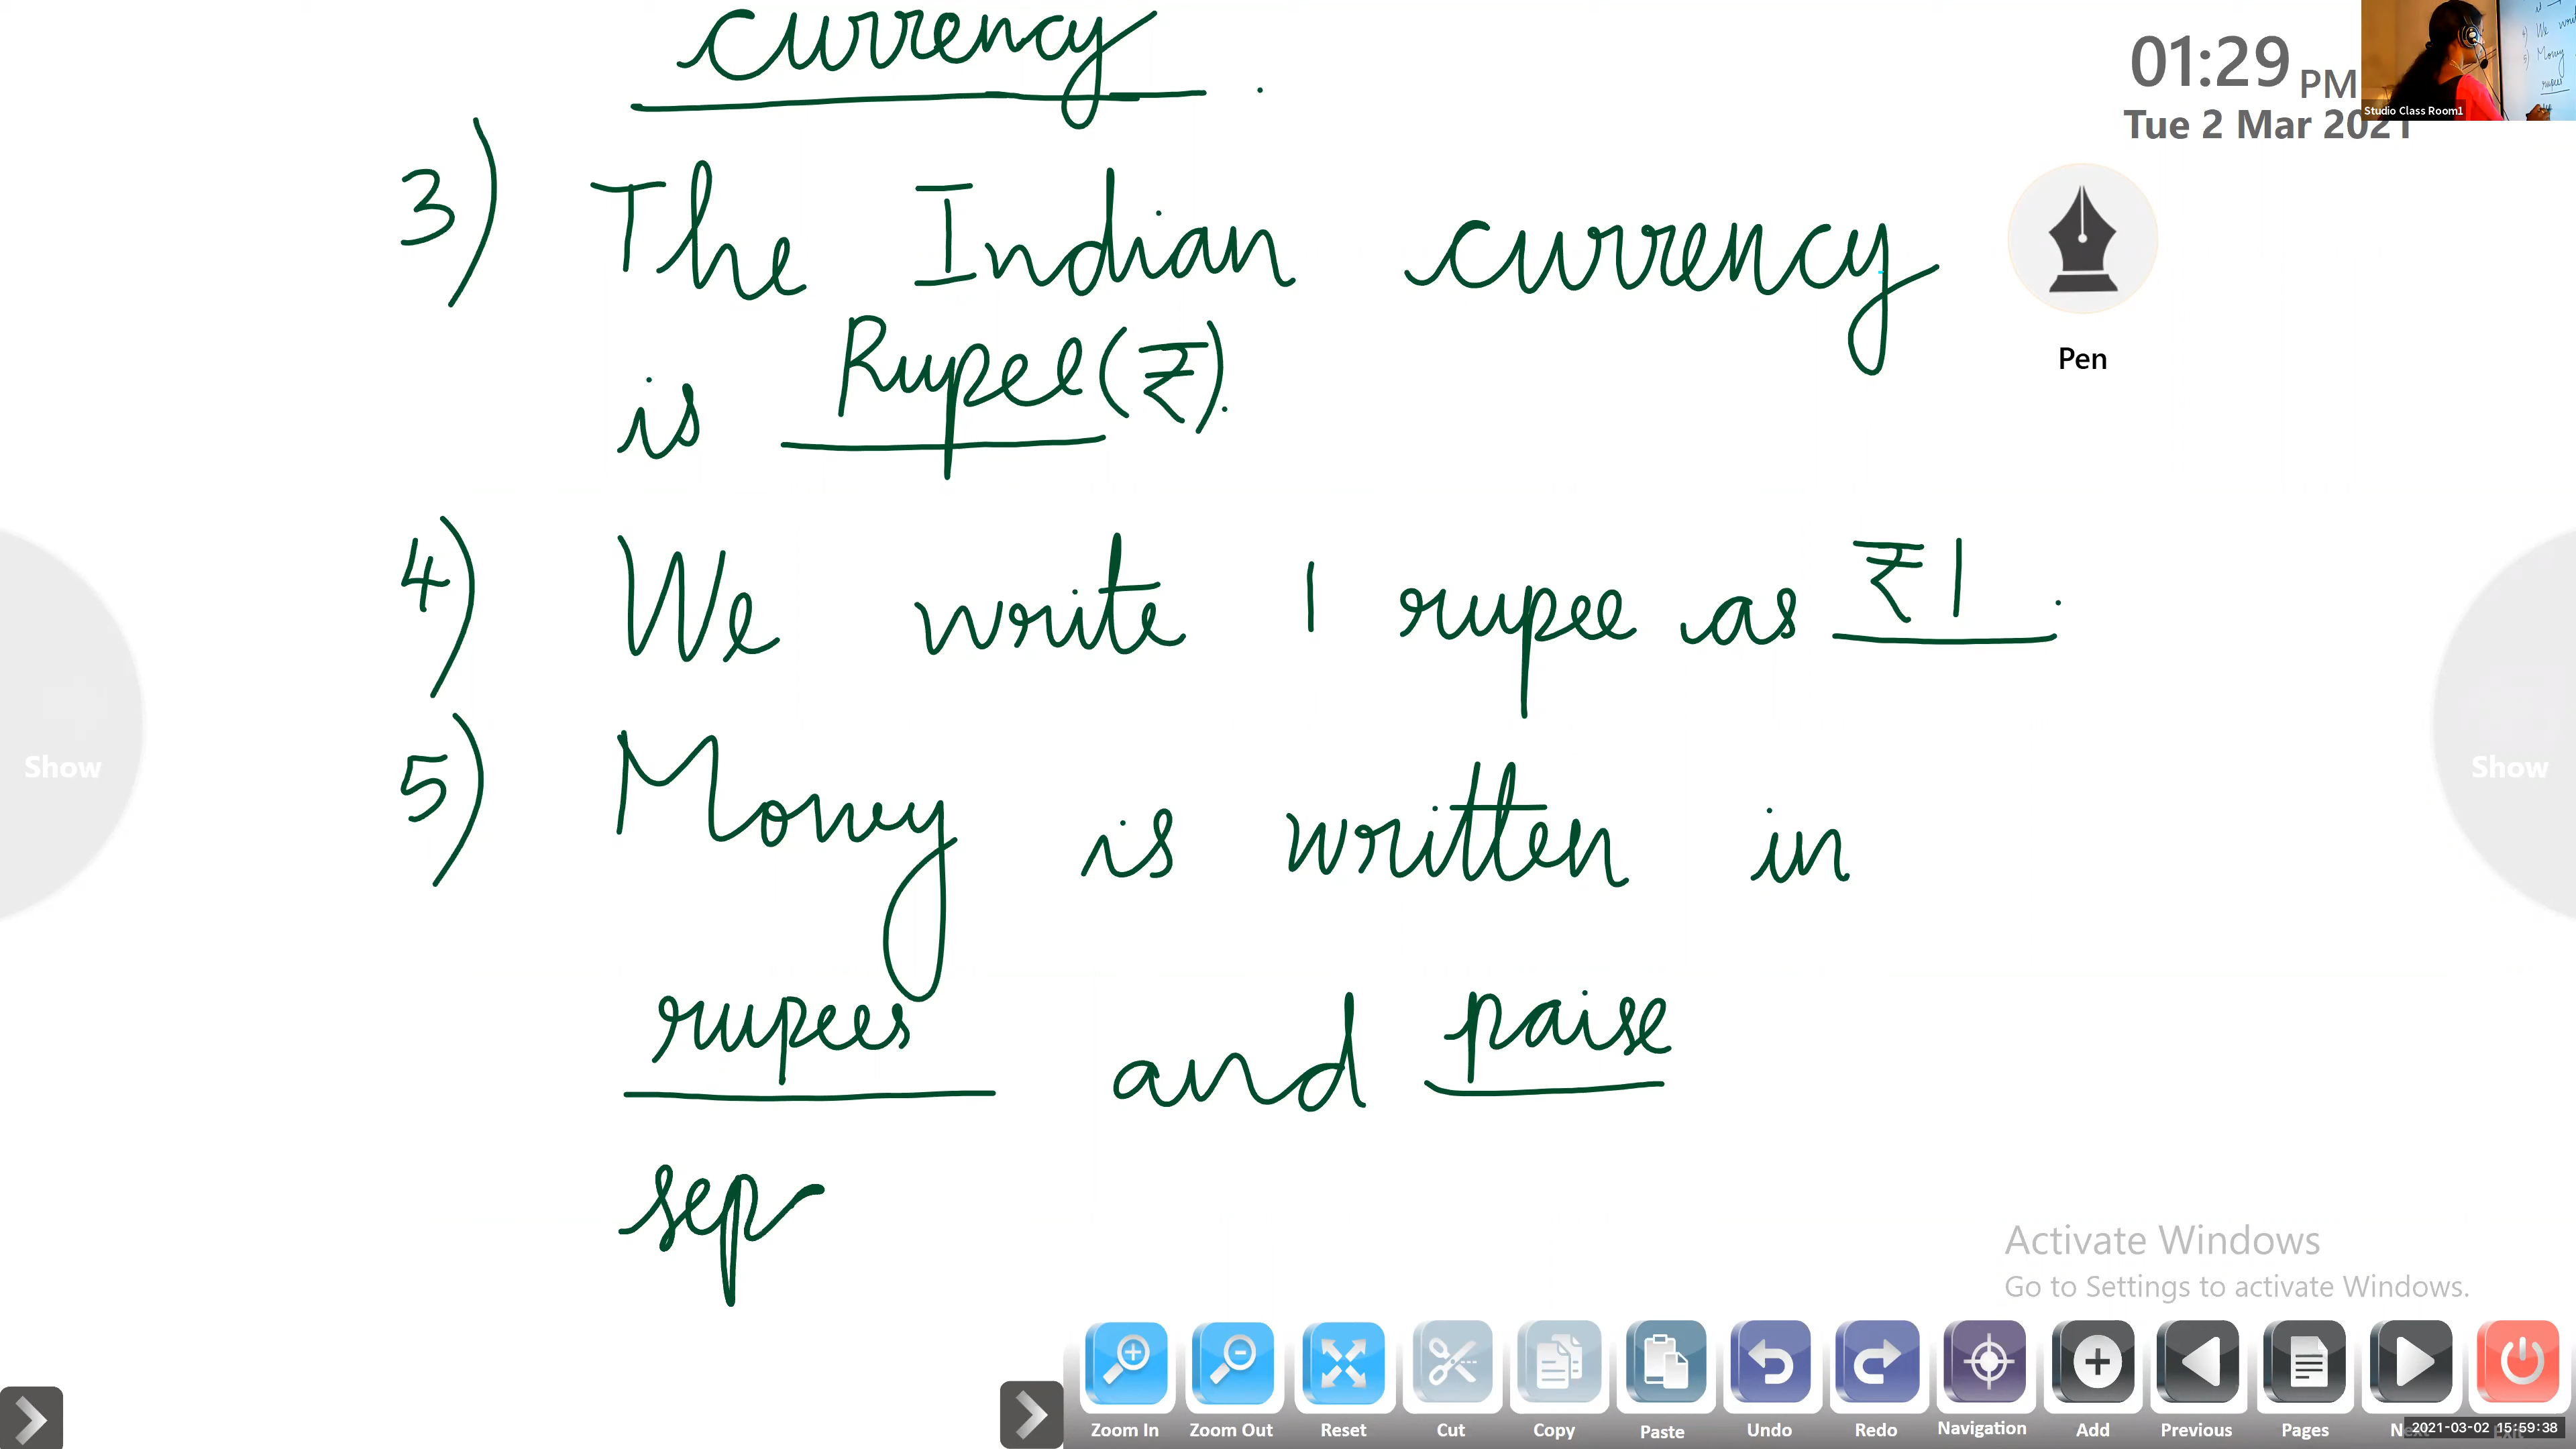 currency .
01:29 PM
Tue 2 Mar 2021
Studio Class Room1
3) The Indian currency
is Rupee (₹).
Pen
4) We write 1 rupee as ₹1 .
5) Money is written in
rupees and paise
sep
Show
Show
Activate Windows
Go to Settings to activate Windows.
Zoom In Zoom Out Reset Cut Copy Paste Undo Redo Navigation Add Previous Pages
2021-03-02 15:59:38